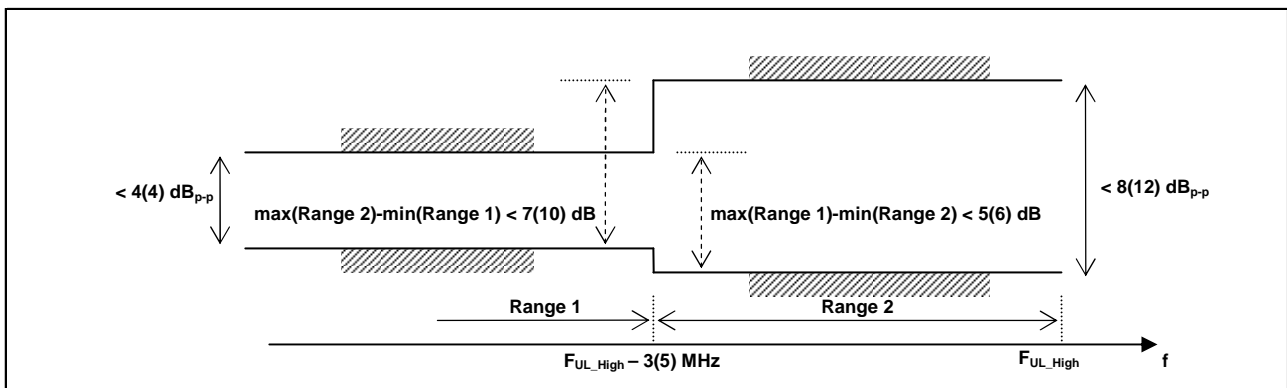 < 4(4) dBp-p
max(Range 2)-min(Range 1) < 7(10) dB
max(Range 1)-min(Range 2) < 5(6) dB
< 8(12) dBp-p
Range 1
Range 2
FUL_High – 3(5) MHz
FUL_High
f